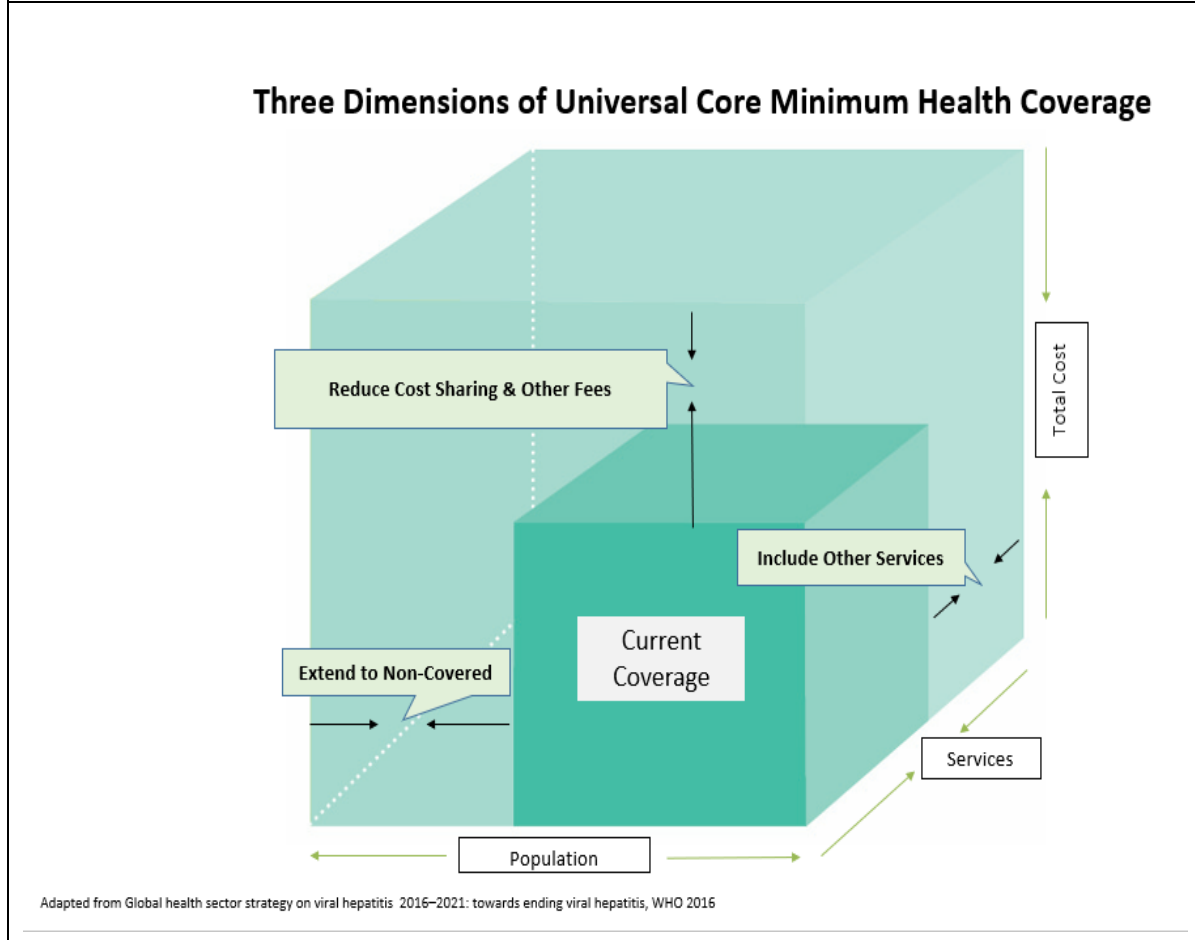 Three Dimensions of Universal Core Minimum Health Coverage
Reduce Cost Sharing & Other Fees
Total Cost
Include Other Services
Current
Coverage
Extend to Non-Covered
Services
Population
Adapted from Global health sector strategy on viral hepatitis 2016–2021: towards ending viral hepatitis, WHO 2016